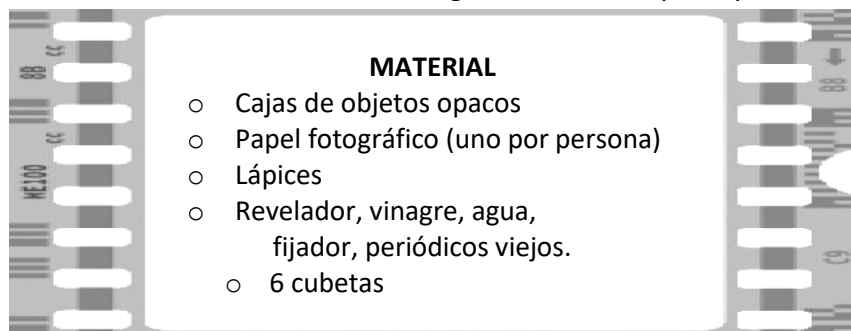 MATERIAL
o Cajas de objetos opacos
o Papel fotográfico (uno por persona)
o Lápices
o Revelador, vinagre, agua,
fijador, periódicos viejos.
o 6 cubetas